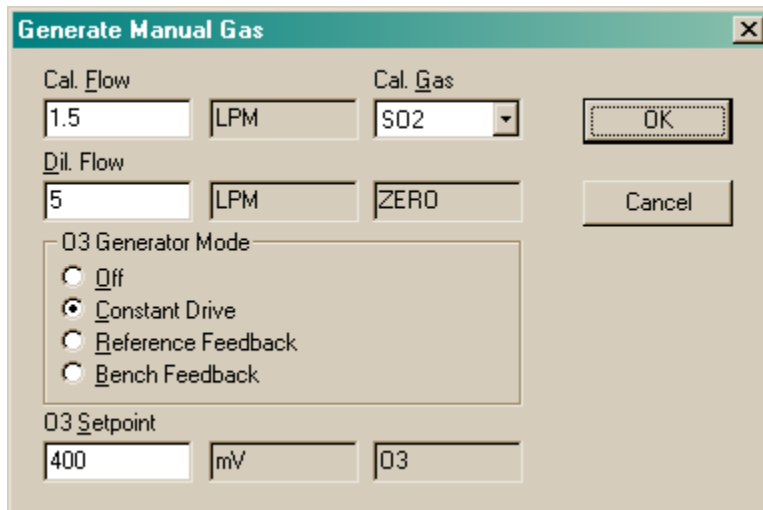 Generate Manual Gas
Cal. Flow Cal. Gas
1.5 LPM SO2 OK
Dil. Flow
5 LPM ZERO Cancel
O3 Generator Mode
Off
Constant Drive
Reference Feedback
Bench Feedback
O3 Setpoint
400 mV O3